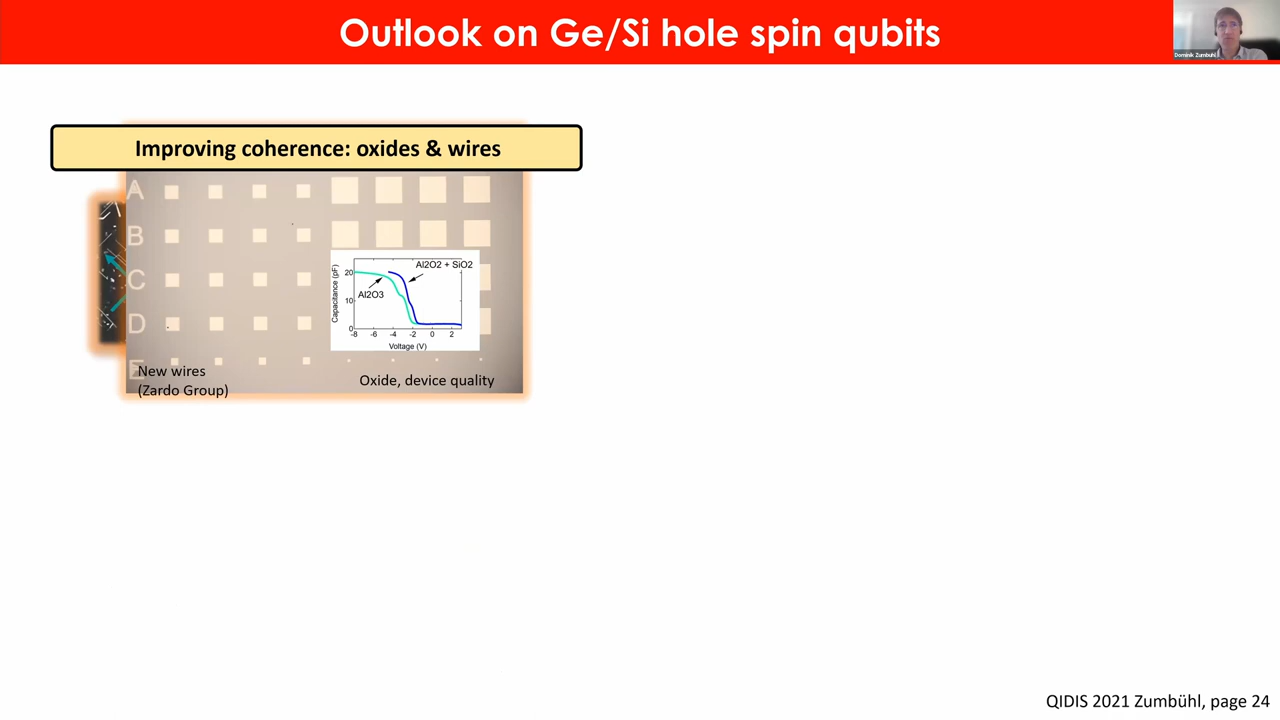 Outlook on Ge/Si hole spin qubits
Dominik Zumbühl
Improving coherence: oxides & wires
A
B
C
D
E
Al2O2 + SiO2
Al2O3
Capacitance (pF)
20
10
0
-8 -6 -4 -2 0 2
Voltage (V)
New wires
(Zardo Group)
Oxide, device quality
QIDIS 2021 Zumbühl, page 24